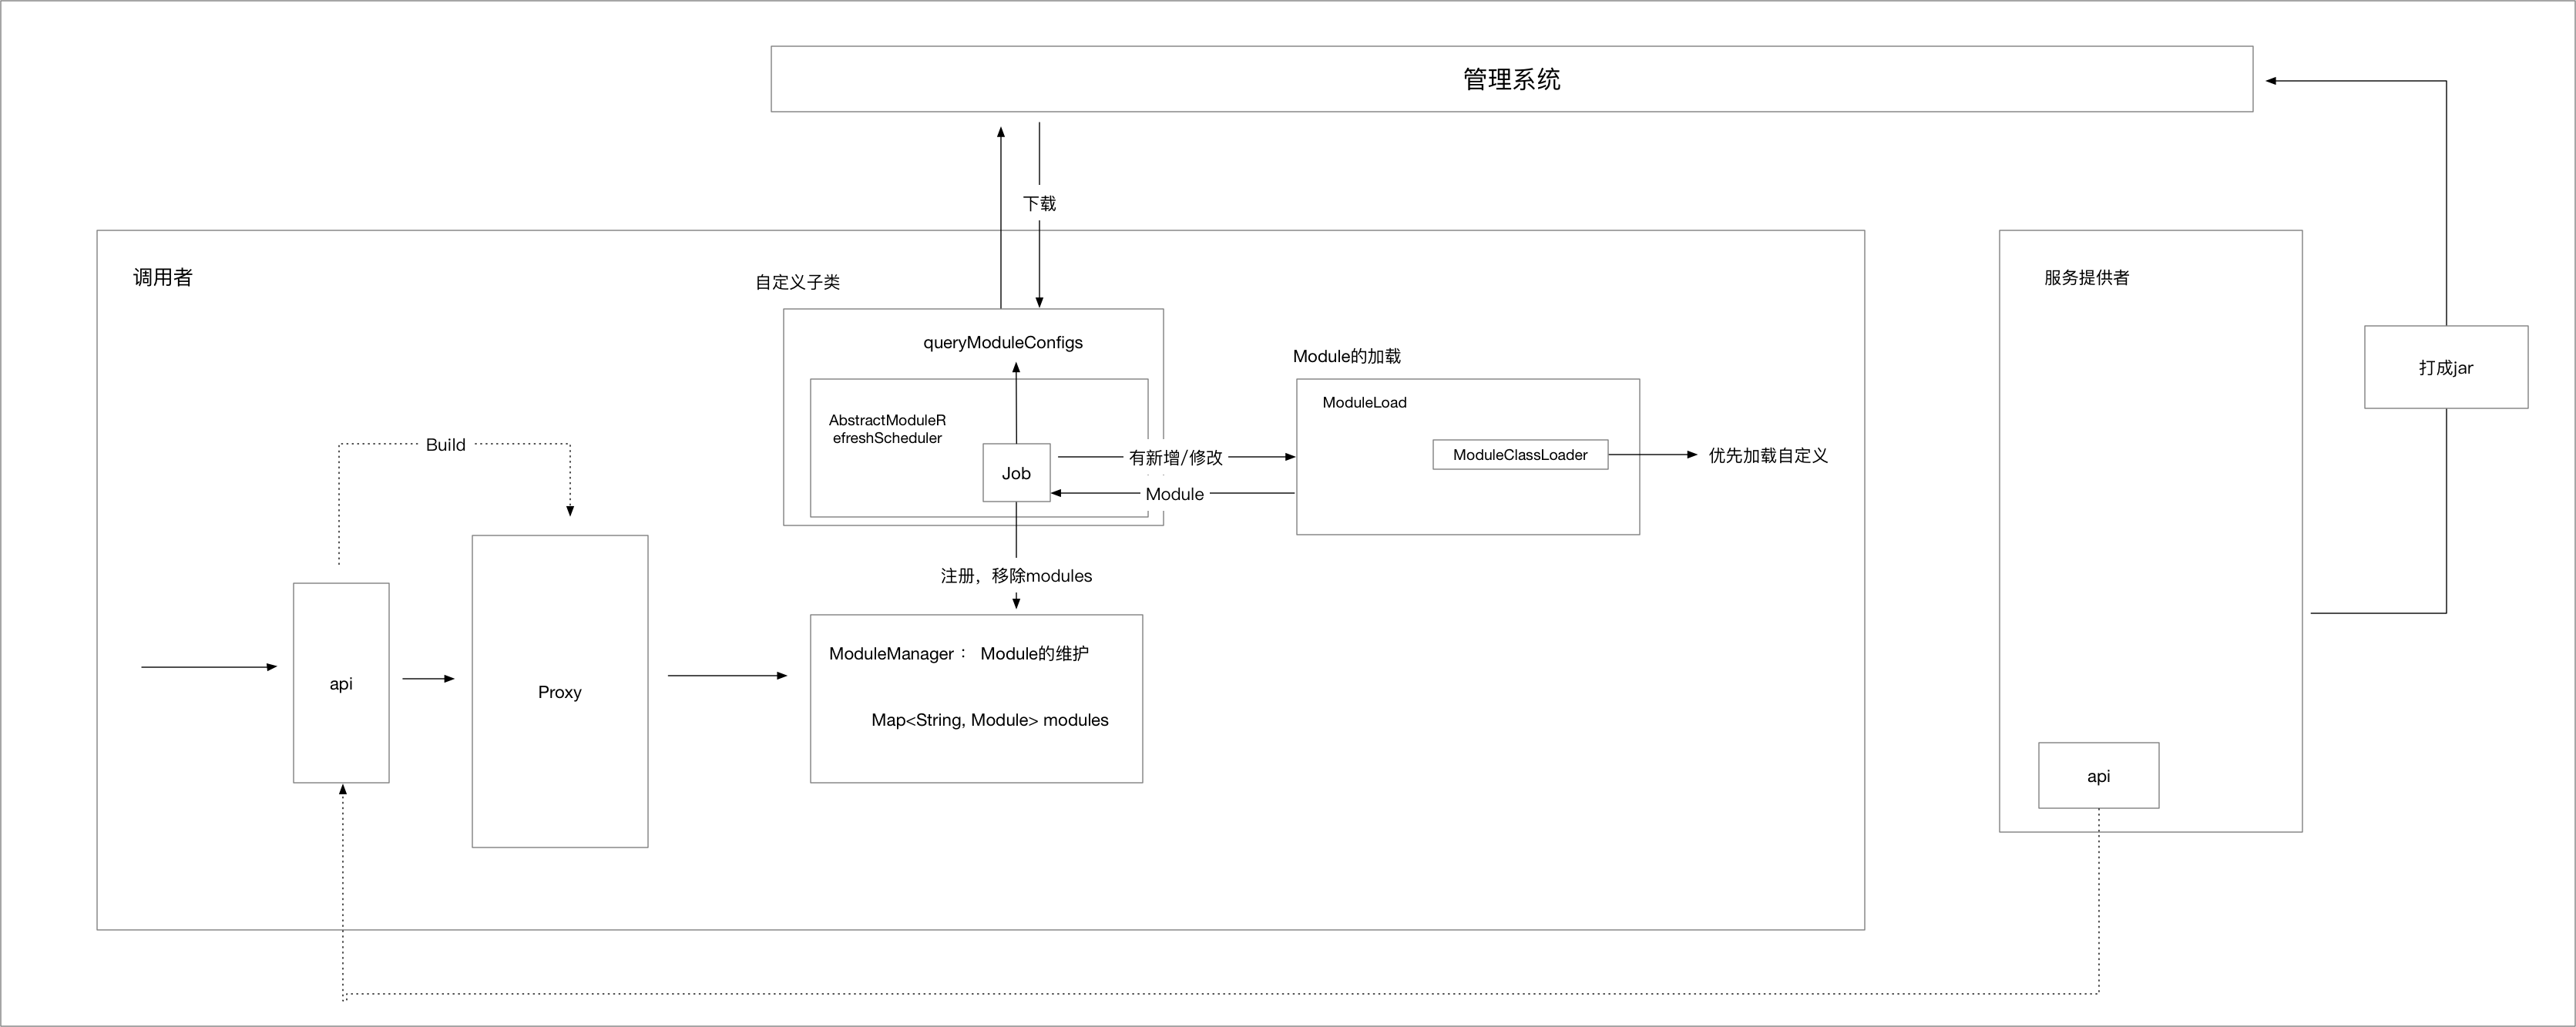 管理系统
下载
调用者
自定义子类
服务提供者
queryModuleConfigs
Module的加载
打成jar
ModuleLoad
AbstractModuleR
efreshScheduler
Build
Job
有新增/修改
ModuleClassLoader
优先加载自定义
Module
注册，移除modules
ModuleManager： Module的维护
api
Proxy
Map<String, Module> modules
api